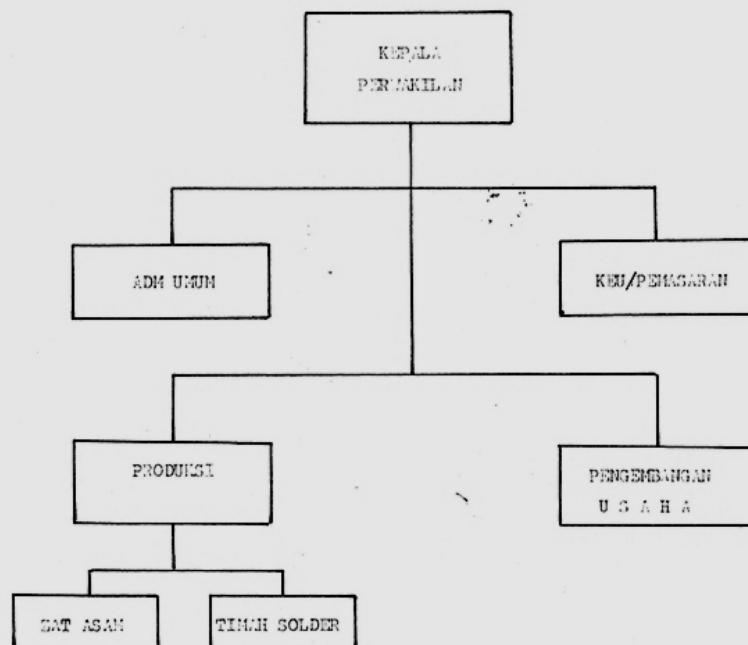 KEPALA
PERWAKILAN
ADM UMUM
KEU/PEMASARAN
PRODUKSI
PENGEMBANGAN
U S A H A
ZAT ASAM
TIMAH SOLDER